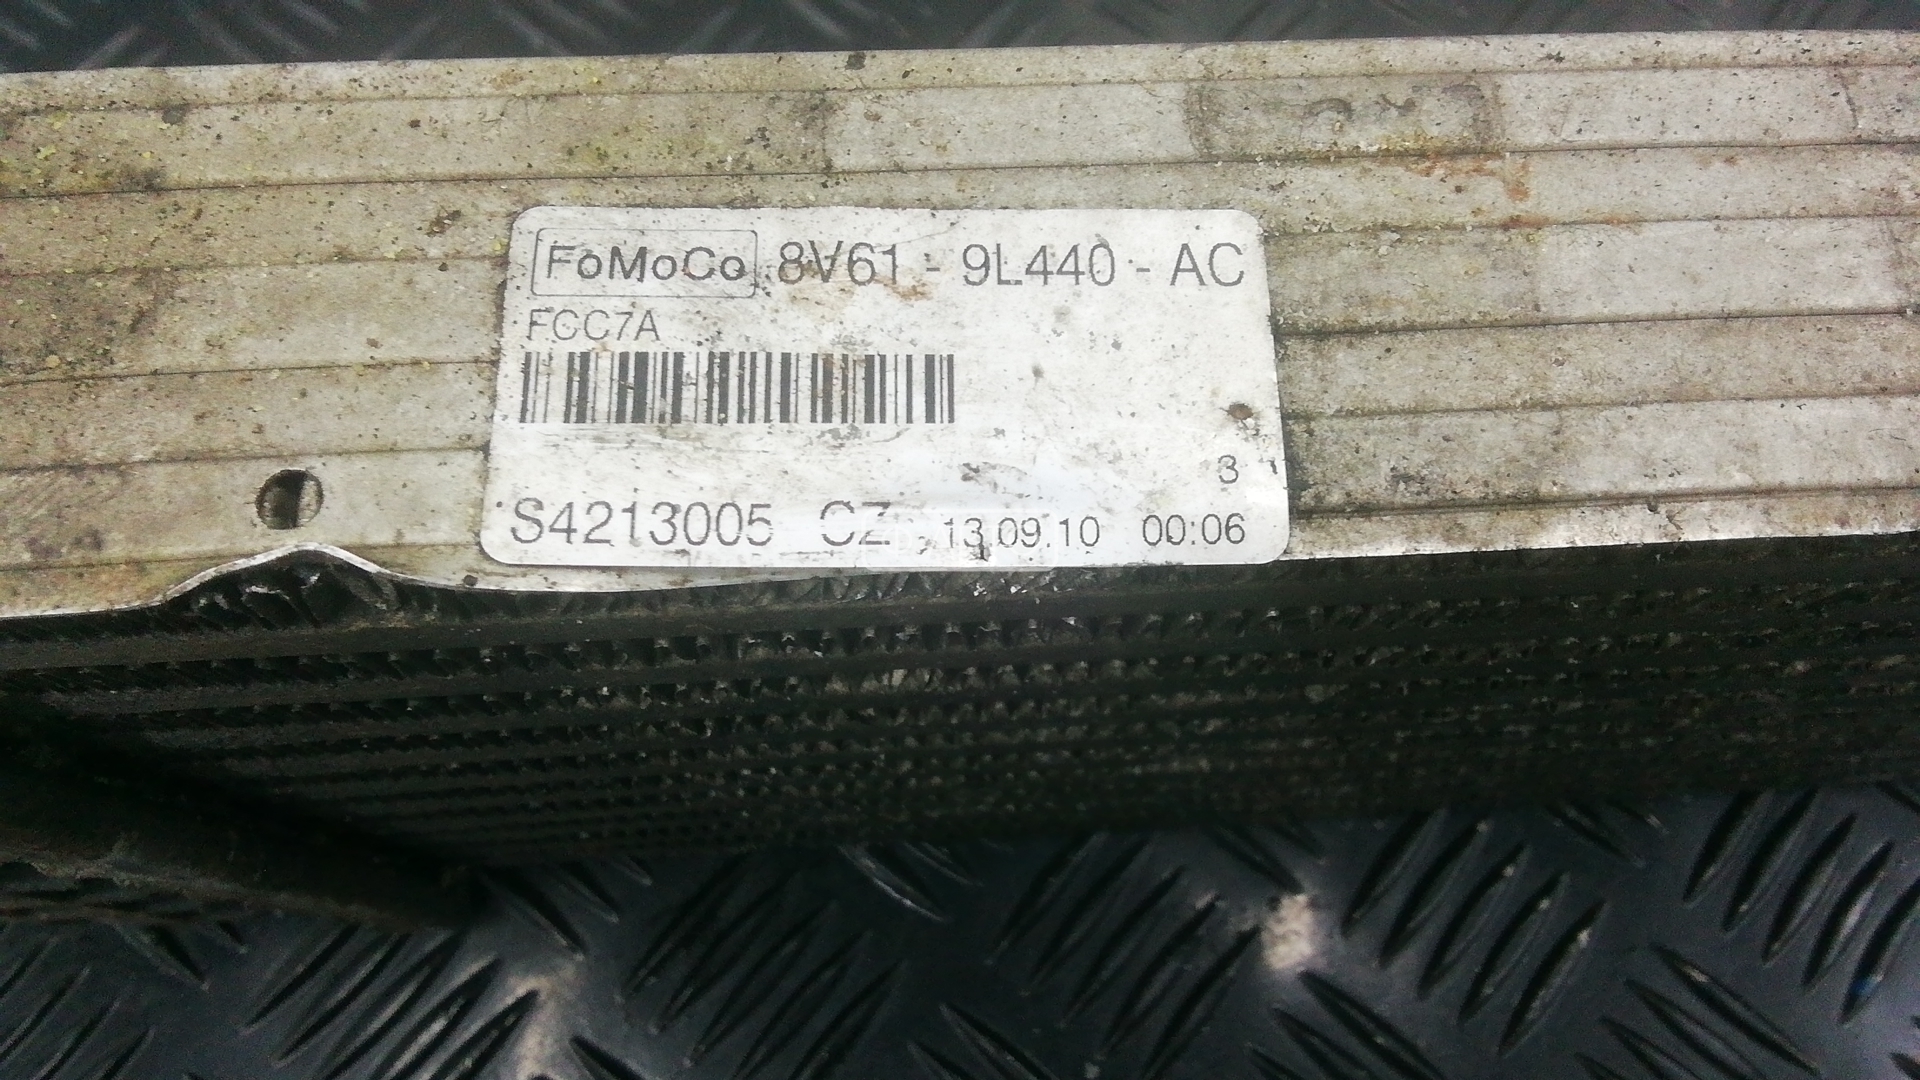 FoMoCo 8V61 - 9L440 - AC
FCC7A
3
S4213005 CZ 13.09.10 00:06